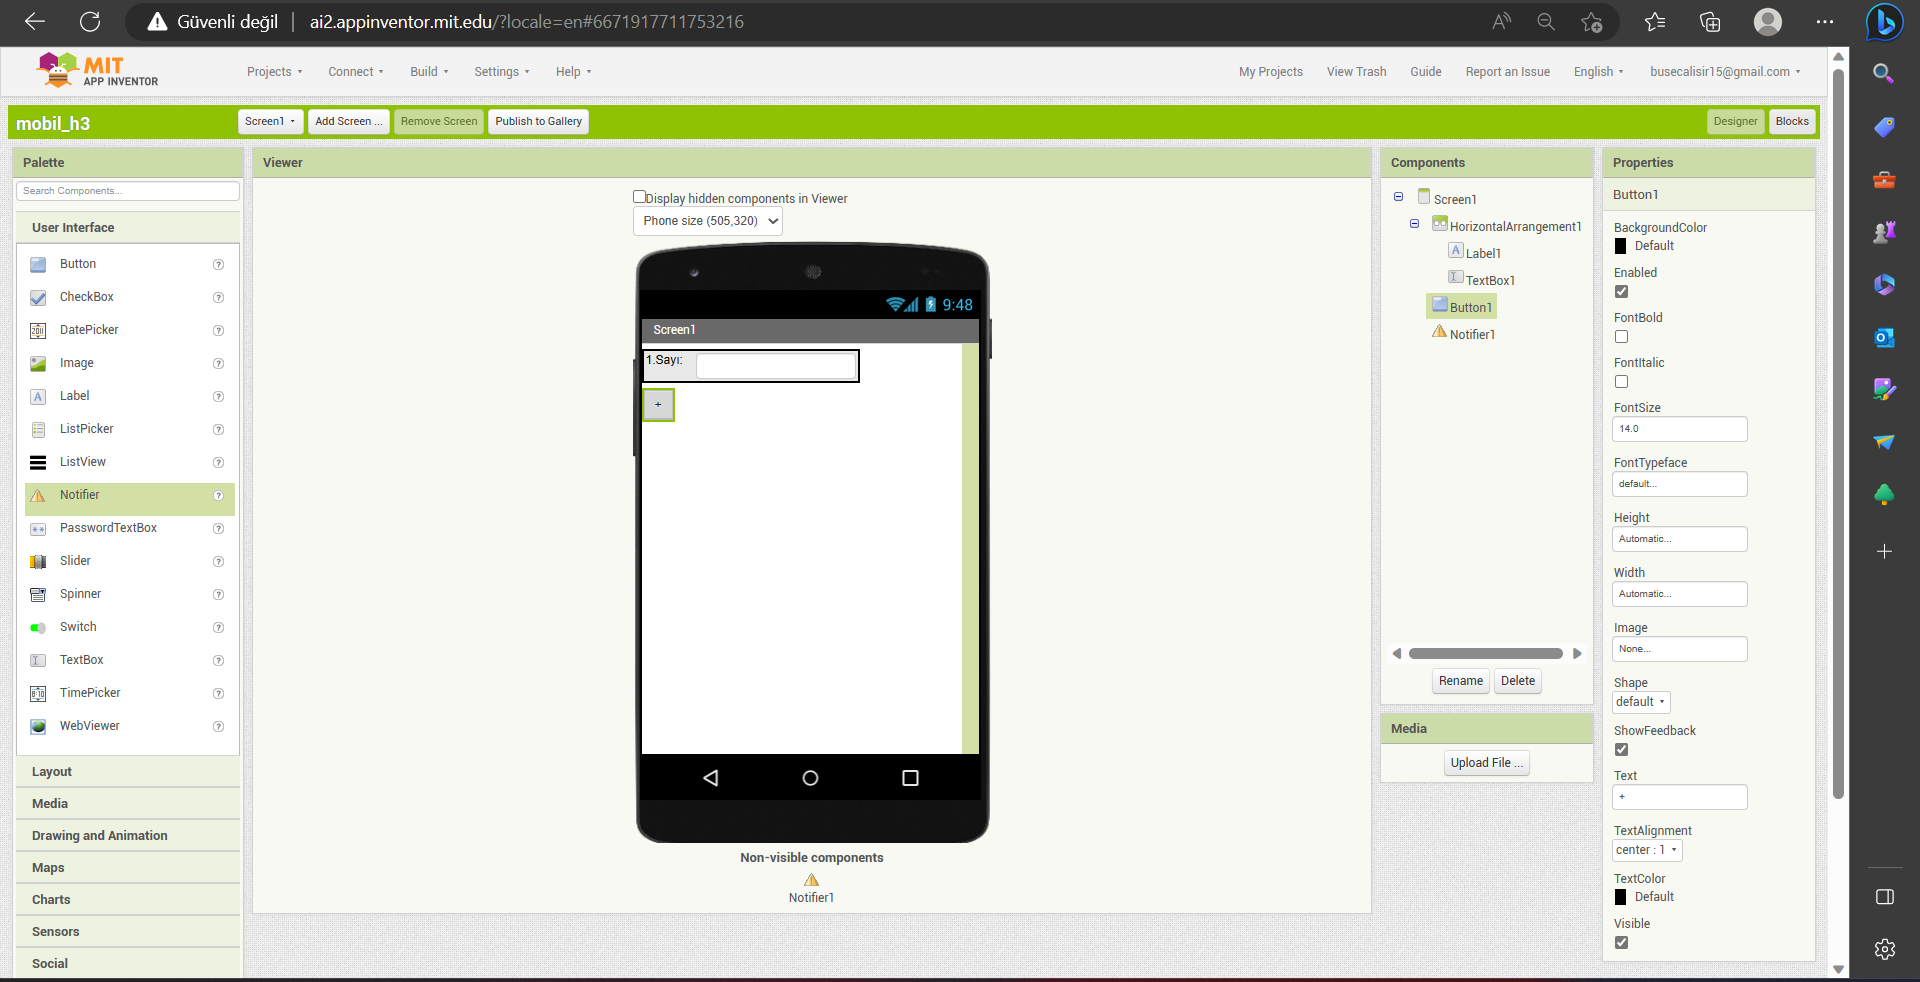 Güvenli değil
ai2.appinventor.mit.edu/?locale=en#6671917711753216
MIT
APP INVENTOR
Projects
Connect
Build
Settings
Help
My Projects
View Trash
Guide
Report an Issue
English
busecalisir15@gmail.com
mobil_h3
Screen1
Add Screen ...
Remove Screen
Publish to Gallery
Designer
Blocks
Palette
Search Components...
User Interface
Button
CheckBox
DatePicker
Image
Label
ListPicker
ListView
Notifier
PasswordTextBox
Slider
Spinner
Switch
TextBox
TimePicker
WebViewer
Layout
Media
Drawing and Animation
Maps
Charts
Sensors
Social
Viewer
Display hidden components in Viewer
Phone size (505,320)
9:48
Screen1
1.Sayı:
+
Non-visible components
Notifier1
Components
Screen1
HorizontalArrangement1
Label1
TextBox1
Button1
Notifier1
Rename
Delete
Media
Upload File ...
Properties
Button1
BackgroundColor
Default
Enabled
FontBold
FontItalic
FontSize
14.0
FontTypeface
default...
Height
Automatic...
Width
Automatic...
Image
None...
Shape
default
ShowFeedback
Text
+
TextAlignment
center : 1
TextColor
Default
Visible